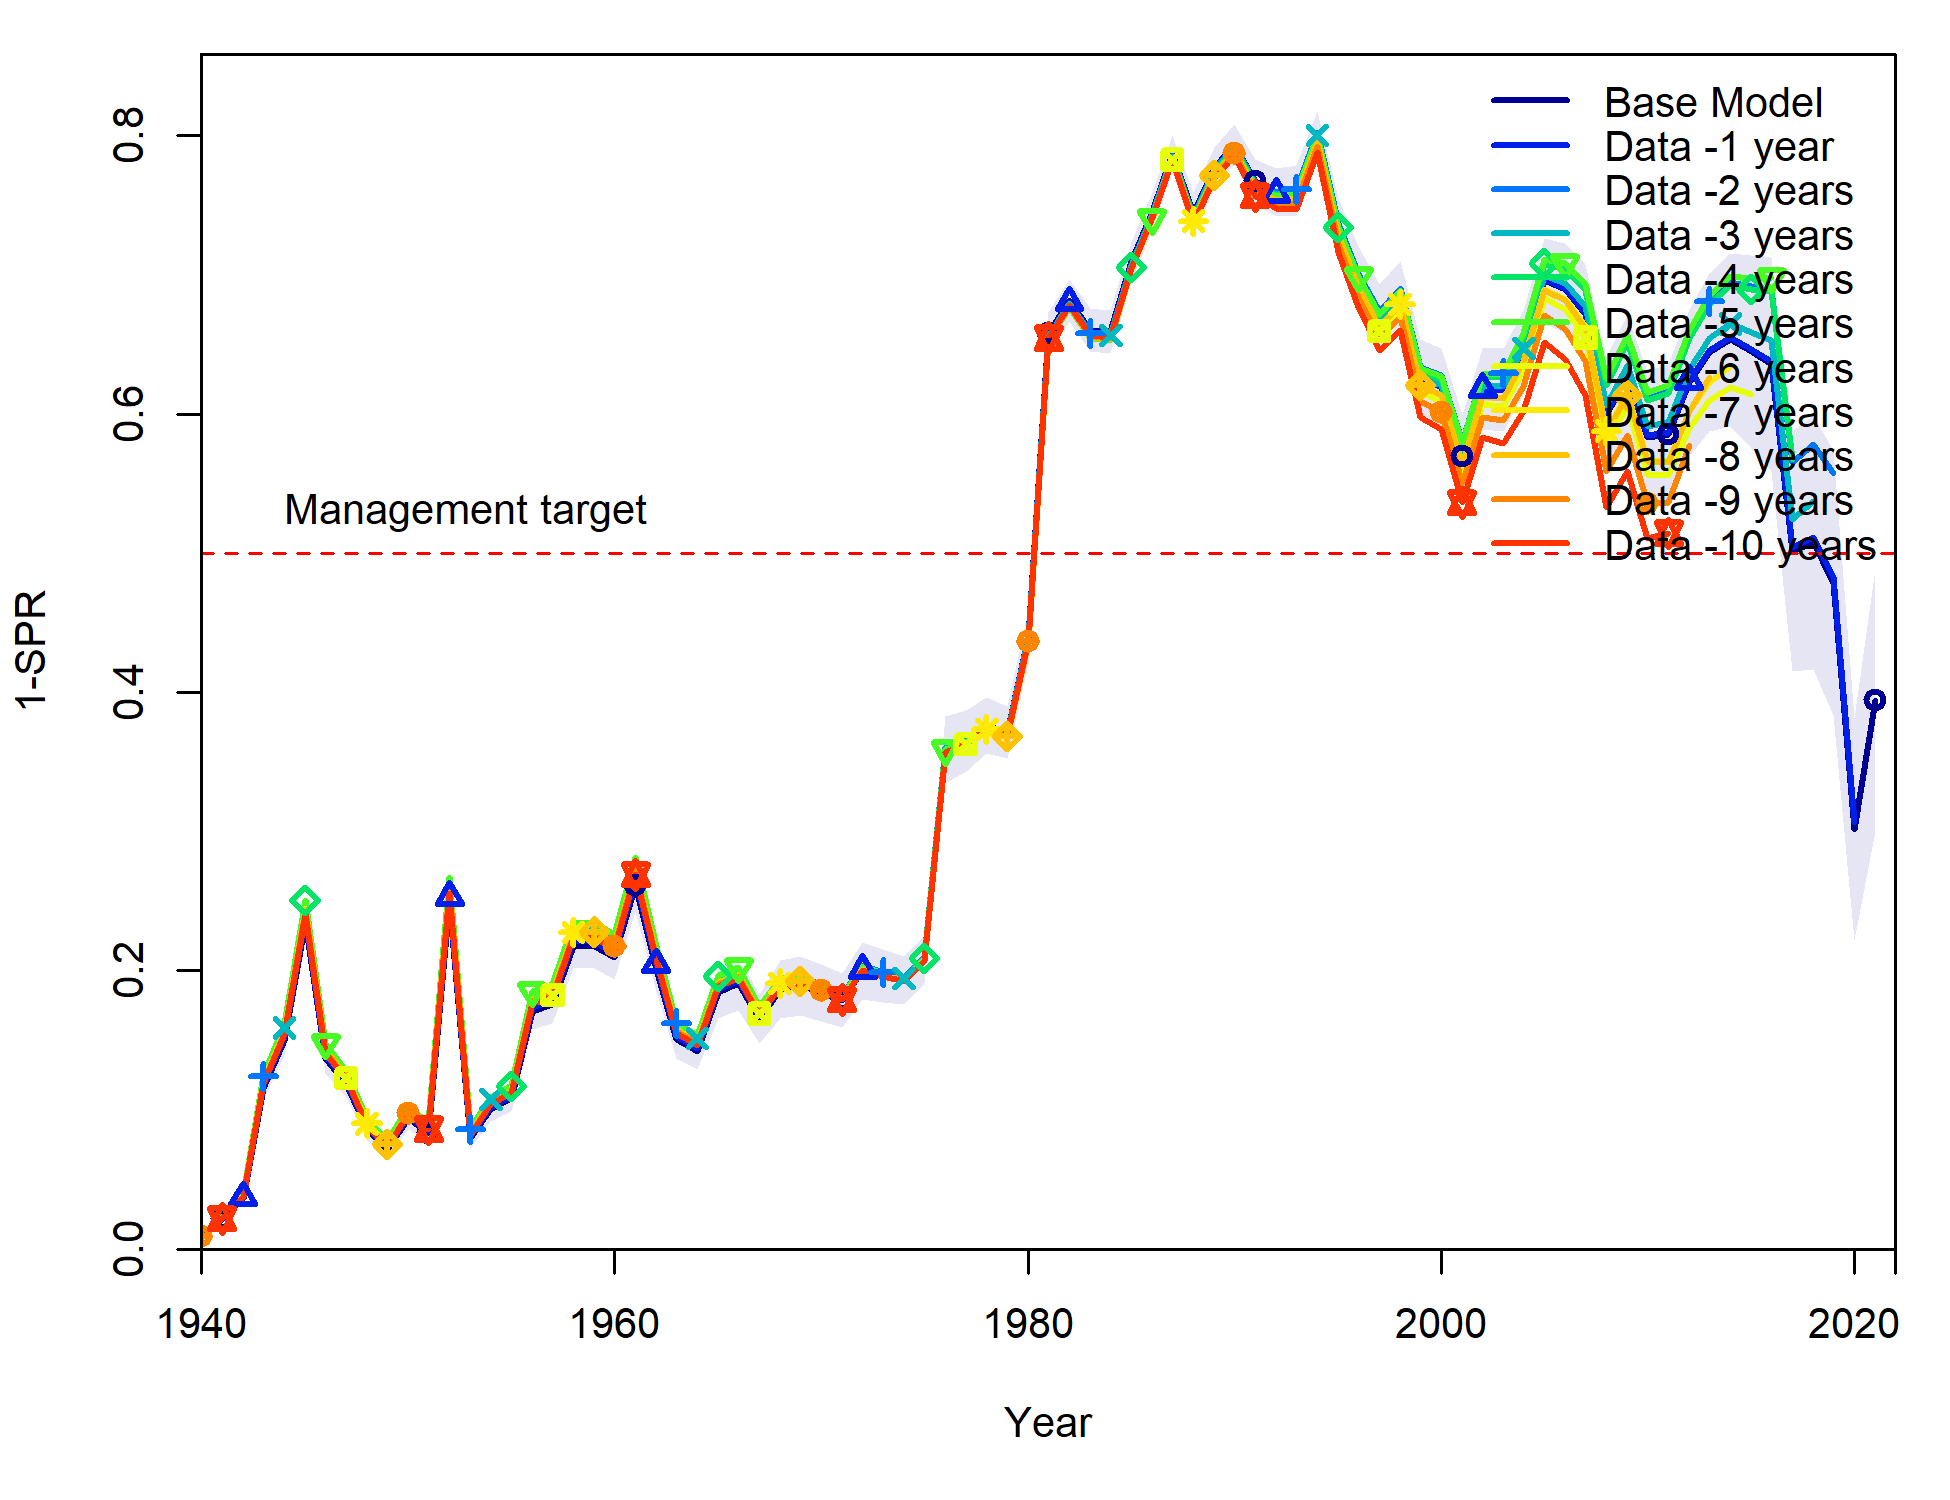 Base Model
Data -1 year
Data -2 years
Data -3 years
Data -4 years
Data -5 years
Data -6 years
Data -7 years
Data -8 years
Data -9 years
Data -10 years
Management target
1-SPR
0.8
0.6
0.4
0.2
0.0
1940 1960 1980 2000 2020
Year